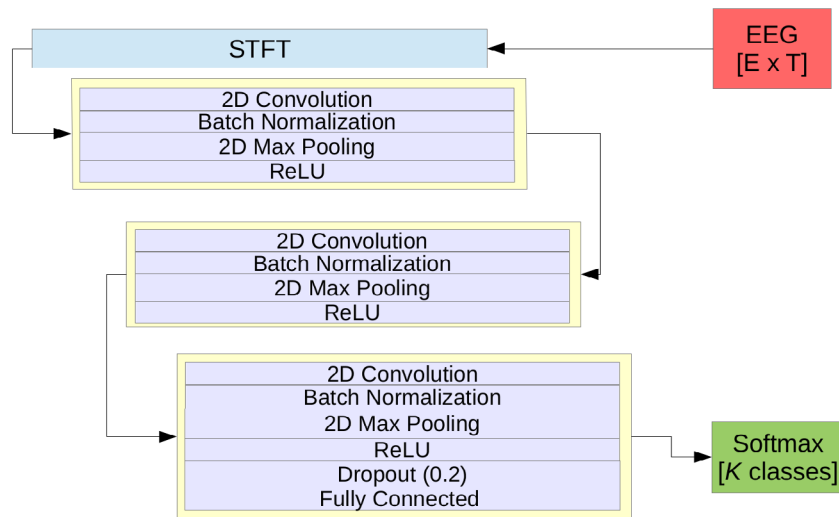 EEG
[E x T]
STFT
2D Convolution
Batch Normalization
2D Max Pooling
ReLU
2D Convolution
Batch Normalization
2D Max Pooling
ReLU
2D Convolution
Batch Normalization
2D Max Pooling
ReLU
Dropout (0.2)
Fully Connected
Softmax
[K classes]